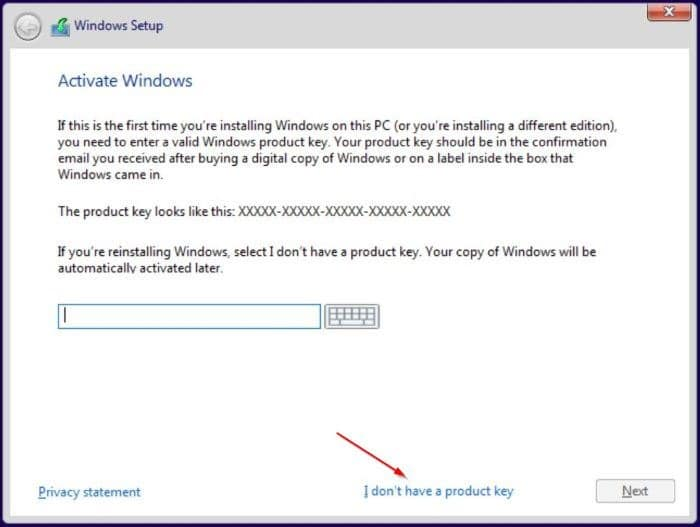 Windows Setup
Activate Windows
If this is the first time you're installing Windows on this PC (or you're installing a different edition),
you need to enter a valid Windows product key. Your product key should be in the confirmation
email you received after buying a digital copy of Windows or on a label inside the box that
Windows came in.
The product key looks like this: XXXXX-XXXXX-XXXXX-XXXXX-XXXXX
If you're reinstalling Windows, select I don't have a product key. Your copy of Windows will be
automatically activated later.
Privacy statement
I don't have a product key
Next